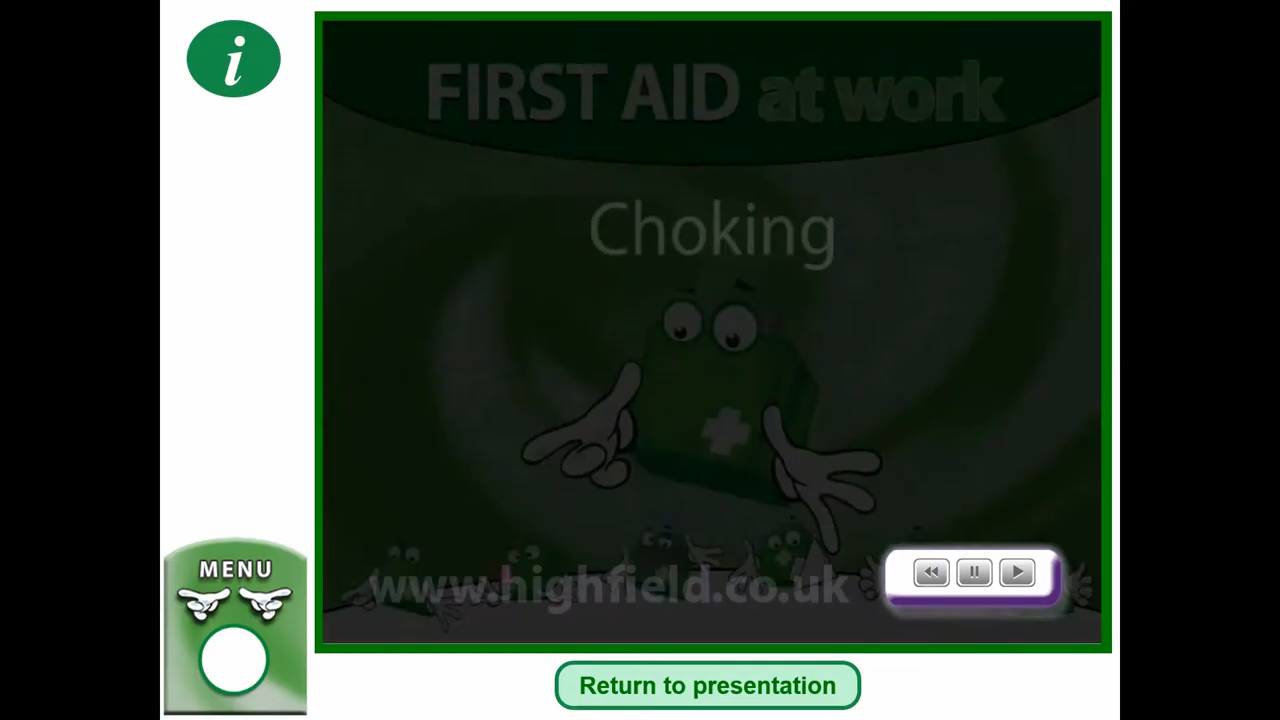 i
FIRST AID at work
Choking
www.highfield.co.uk
MENU
Return to presentation